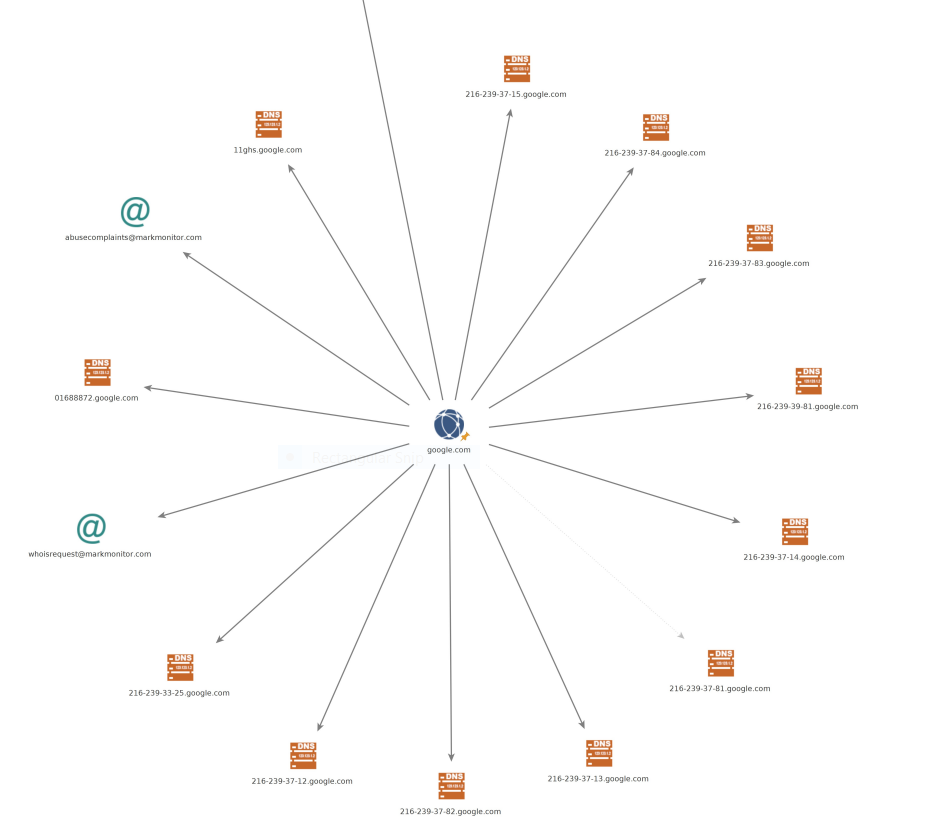 DNS
216-239-37-15.google.com
DNS
11ghs.google.com
DNS
216-239-37-84.google.com
@
abusecomplaints@markmonitor.com
DNS
216-239-37-83.google.com
DNS
01688872.google.com
DNS
216-239-39-81.google.com
google.com
Rectangular Snip
@
whoisrequest@markmonitor.com
DNS
216-239-37-14.google.com
DNS
216-239-33-25.google.com
DNS
216-239-37-81.google.com
DNS
216-239-37-12.google.com
DNS
216-239-37-13.google.com
DNS
216-239-37-82.google.com